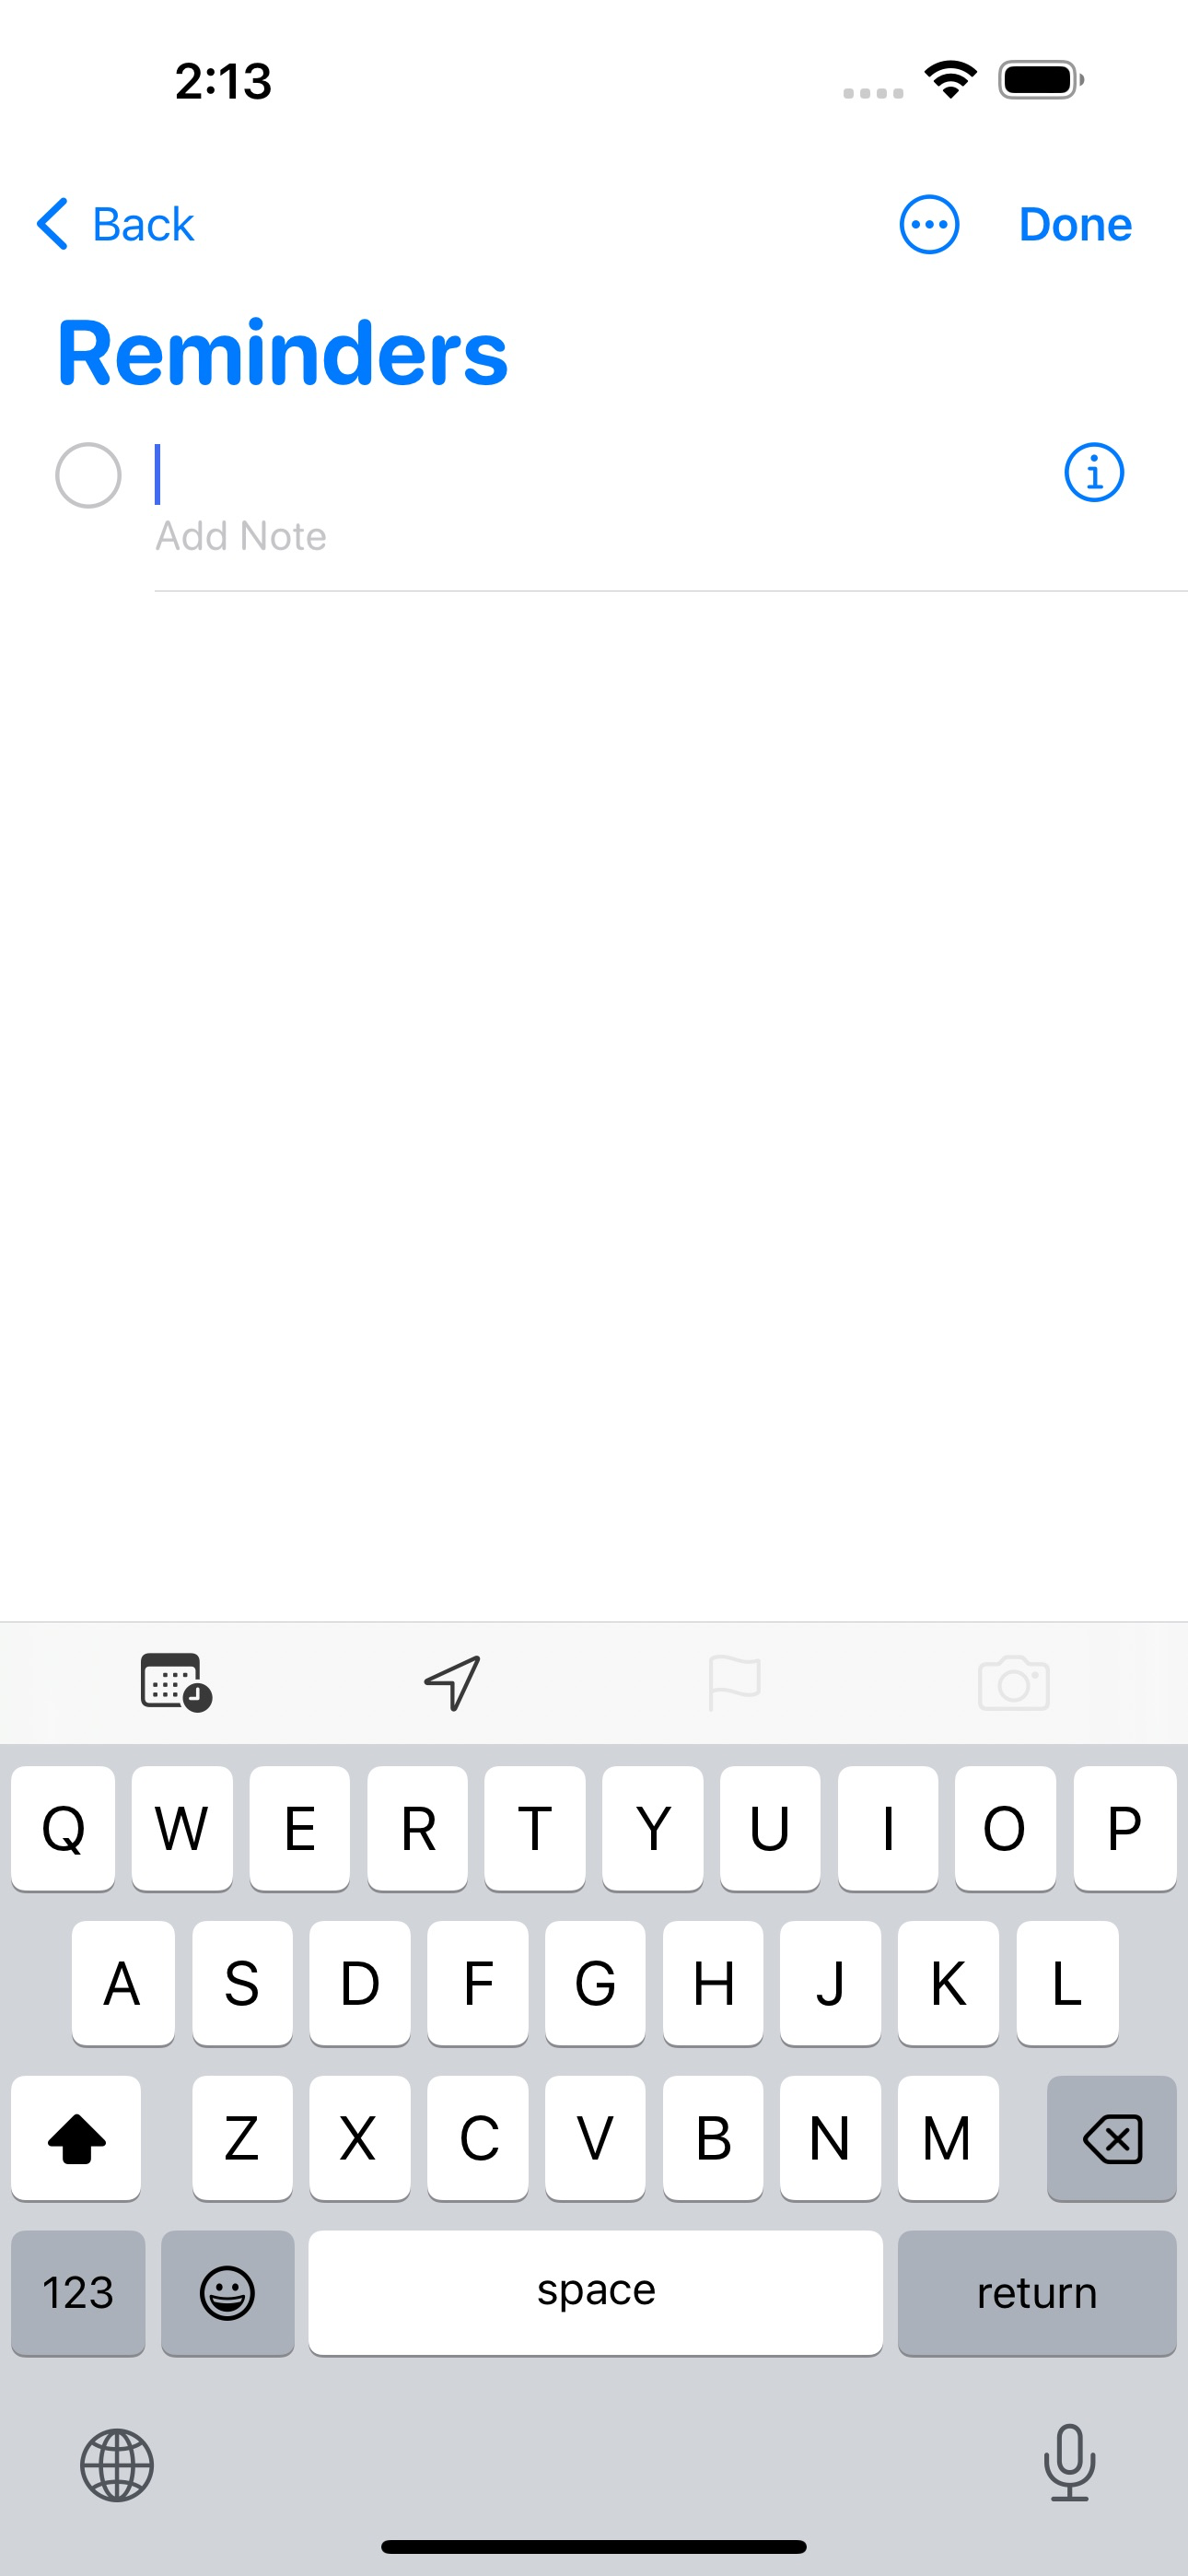 2:13
Back
Done
Reminders
Add Note
Q W E R T Y U I O P
A S D F G H J K L
Z X C V B N M
123 space return